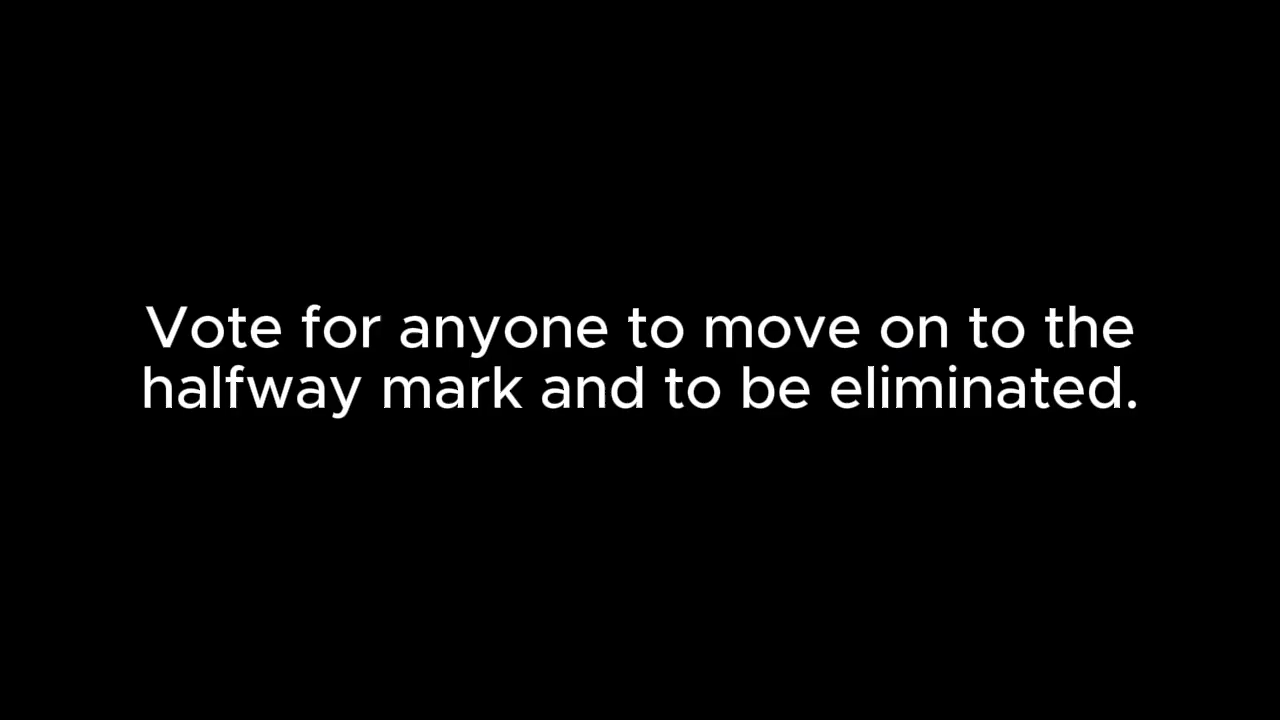 Vote for anyone to move on to the
halfway mark and to be eliminated.